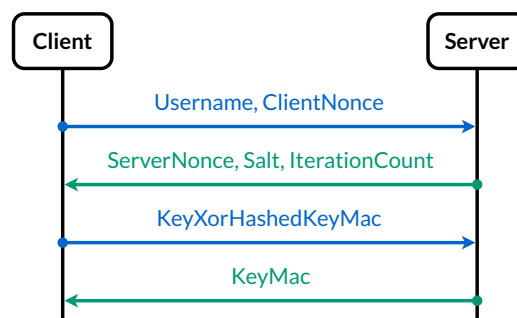 Client
Server
Username, ClientNonce
ServerNonce, Salt, IterationCount
KeyXorHashedKeyMac
KeyMac